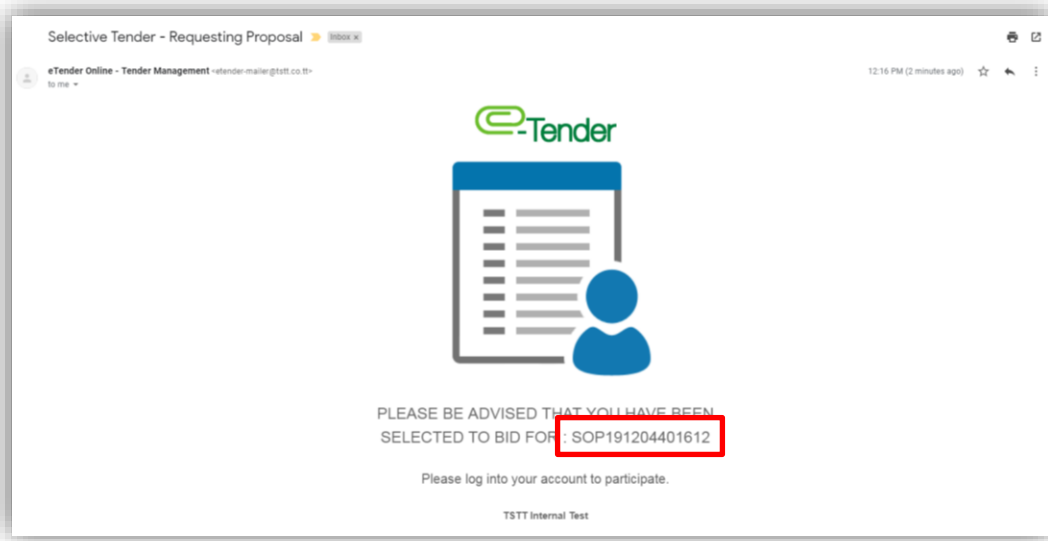 Selective Tender - Requesting Proposal Inbox x
eTender Online - Tender Management <etender-mailer@tstt.co.tt>
12:16 PM (2 minutes ago)
to me
e-Tender
PLEASE BE ADVISED THAT YOU HAVE BEEN
SELECTED TO BID FOR : SOP191204401612
Please log into your account to participate.
TSTT Internal Test